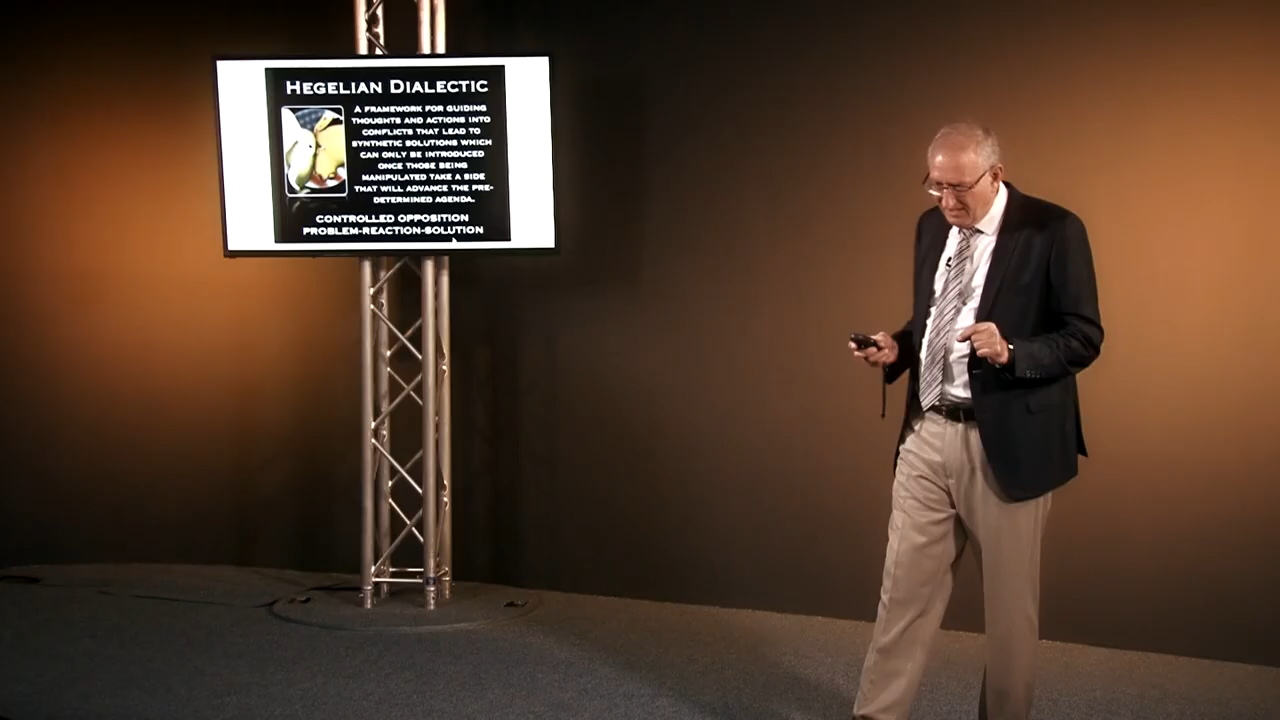 HEGELIAN DIALECTIC
A FRAMEWORK FOR GUIDING
THOUGHTS AND ACTIONS INTO
CONFLICTS THAT LEAD TO
SYNTHETIC SOLUTIONS WHICH
CAN ONLY BE INTRODUCED
ONCE THOSE BEING
MANIPULATED TAKE A SIDE
THAT WILL ADVANCE THE PRE-
DETERMINED AGENDA.
CONTROLLED OPPOSITION
PROBLEM-REACTION-SOLUTION